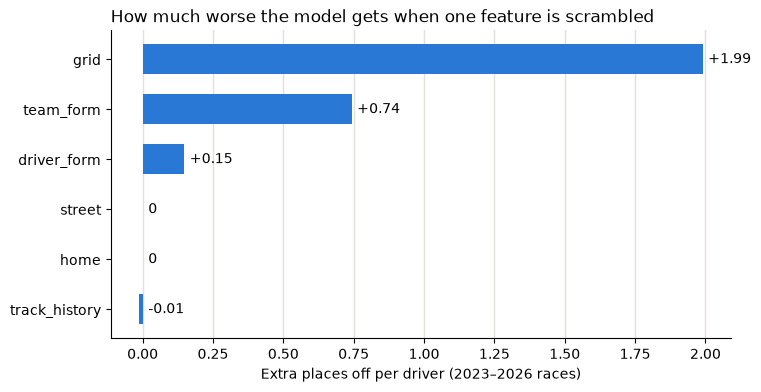 How much worse the model gets when one feature is scrambled
grid +1.99
team_form +0.74
driver_form +0.15
street 0
home 0
track_history -0.01
0.00 0.25 0.50 0.75 1.00 1.25 1.50 1.75 2.00
Extra places off per driver (2023–2026 races)